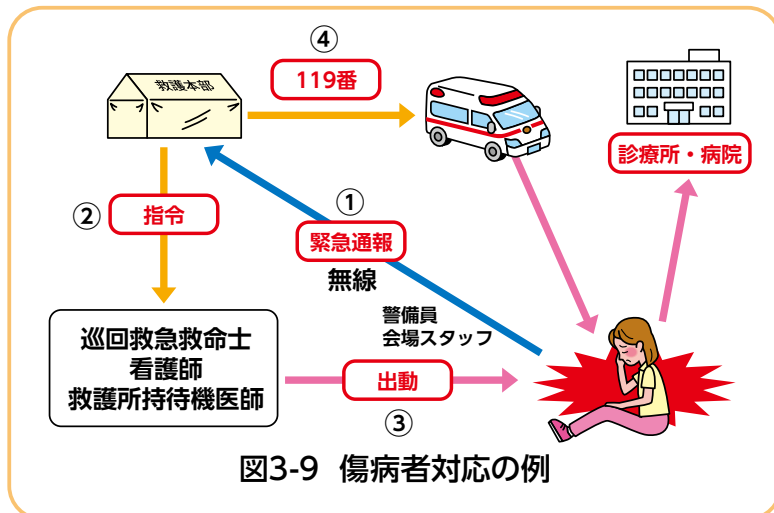 ④
119番
救護本部
診療所・病院
①
②
指令
緊急通報
無線
警備員
会場スタッフ
巡回救急救命士
看護師
救護所持待機医師
出動
③
図3-9 傷病者対応の例